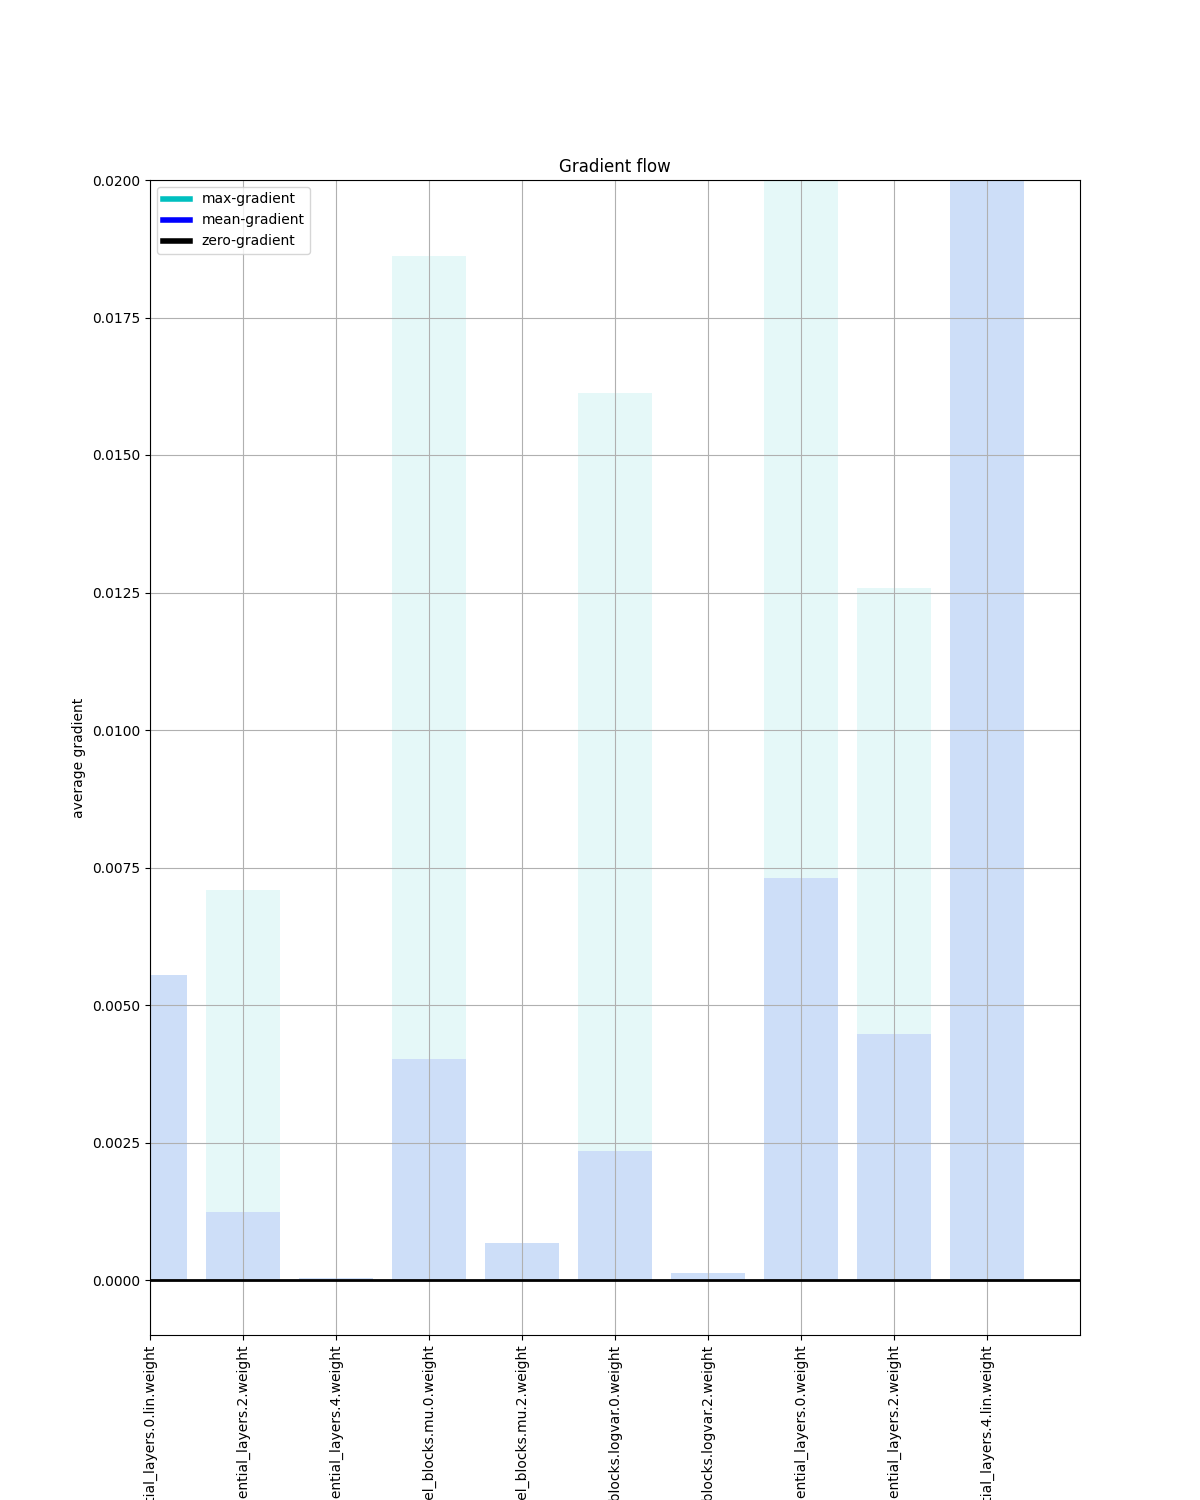 Gradient flow
max-gradient
mean-gradient
zero-gradient
0.0200
0.0175
0.0150
0.0125
0.0100
0.0075
0.0050
0.0025
0.0000
average gradient
tial_layers.0.lin.weight
ential_layers.2.weight
ential_layers.4.weight
el_blocks.mu.0.weight
el_blocks.mu.2.weight
blocks.logvar.0.weight
blocks.logvar.2.weight
ential_layers.0.weight
ential_layers.2.weight
tial_layers.4.lin.weight